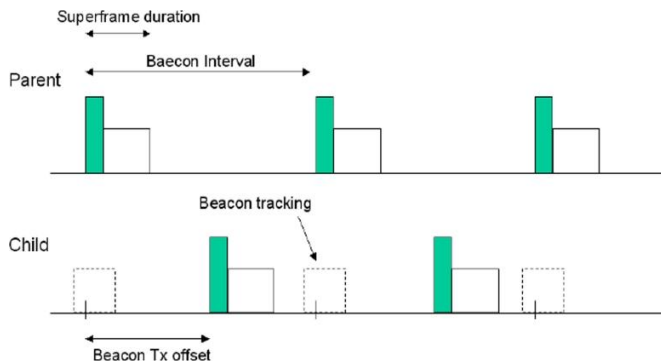 Superframe duration
Baecon Interval
Parent
Beacon tracking
Child
Beacon Tx offset